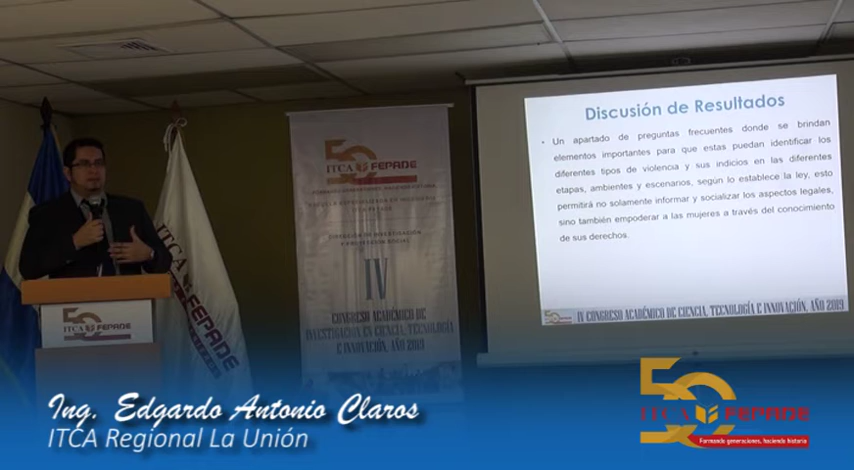 Discusión de Resultados
• Un apartado de preguntas frecuentes donde se brindan
elementos importantes para que estas puedan identificar los
diferentes tipos de violencia y sus indicios en las diferentes
etapas, ambientes y escenarios, según lo establece la ley, esto
permitirá no solamente informar y socializar los aspectos legales,
sino también empoderar a las mujeres a través del conocimiento
de sus derechos.
IV CONGRESO ACADÉMICO DE CIENCIA, TECNOLOGÍA E INNOVACIÓN, AÑO 2019
50
ITCA FEPADE
IV
CONGRESO ACADÉMICO DE
INVESTIGACIÓN EN CIENCIA, TECNOLOGÍA
E INNOVACIÓN, AÑO 2019
ITCA FEPADE
50
ITCA FEPADE
Ing. Edgardo Antonio Claros
ITCA Regional La Unión
50
ITCA FEPADE
Formando generaciones, haciendo historia